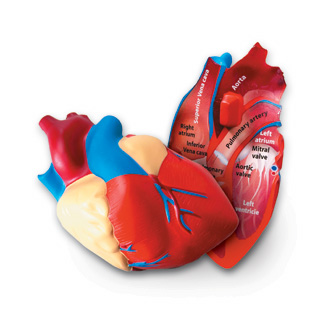 Superior Vena cava
Aorta
Pulmonary artery
Right
atrium
Left
atrium
Inferior
Vena cava
Mitral
valve
Aortic
valve
Left
ventricle